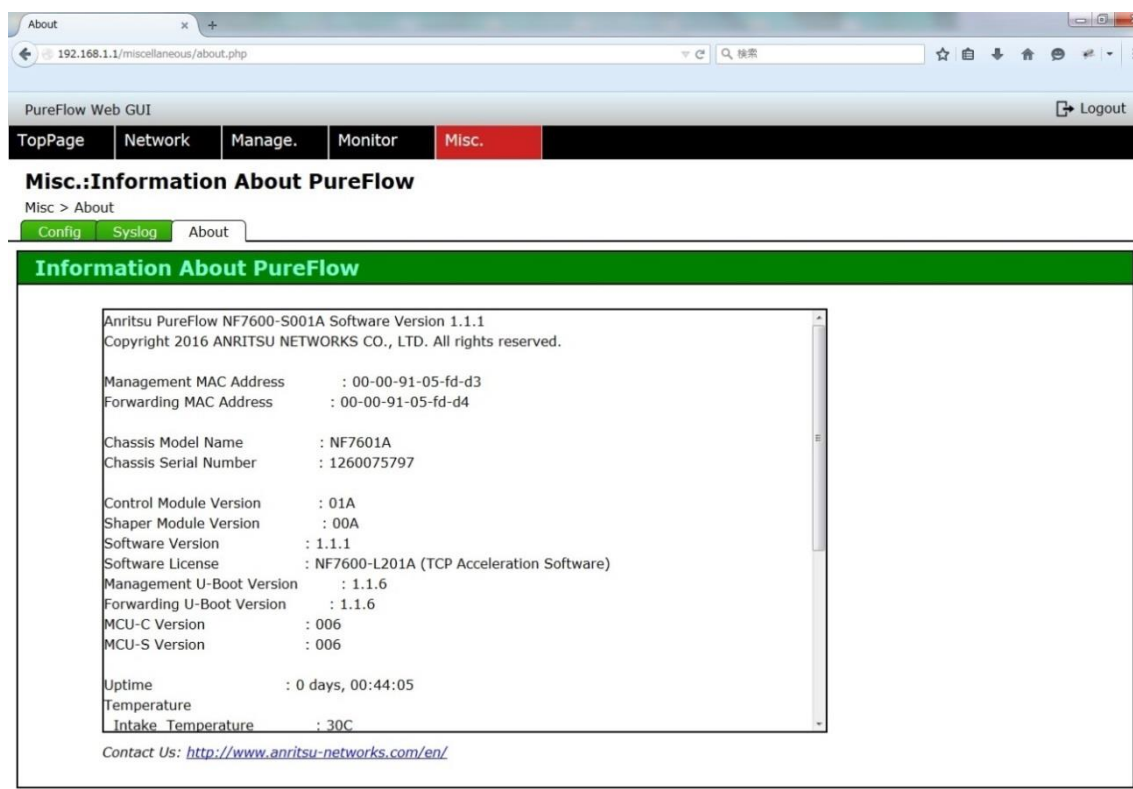 About
192.168.1.1/miscellaneous/about.php
検索
PureFlow Web GUI
Logout
TopPage
Network
Manage.
Monitor
Misc.
Misc.:Information About PureFlow
Misc > About
Config
Syslog
About
Information About PureFlow
Anritsu PureFlow NF7600-S001A Software Version 1.1.1
Copyright 2016 ANRITSU NETWORKS CO., LTD. All rights reserved.
Management MAC Address : 00-00-91-05-fd-d3
Forwarding MAC Address : 00-00-91-05-fd-d4
Chassis Model Name : NF7601A
Chassis Serial Number : 1260075797
Control Module Version : 01A
Shaper Module Version : 00A
Software Version : 1.1.1
Software License : NF7600-L201A (TCP Acceleration Software)
Management U-Boot Version : 1.1.6
Forwarding U-Boot Version : 1.1.6
MCU-C Version : 006
MCU-S Version : 006
Uptime : 0 days, 00:44:05
Temperature
Intake Temperature : 30C
Contact Us: http://www.anritsu-networks.com/en/